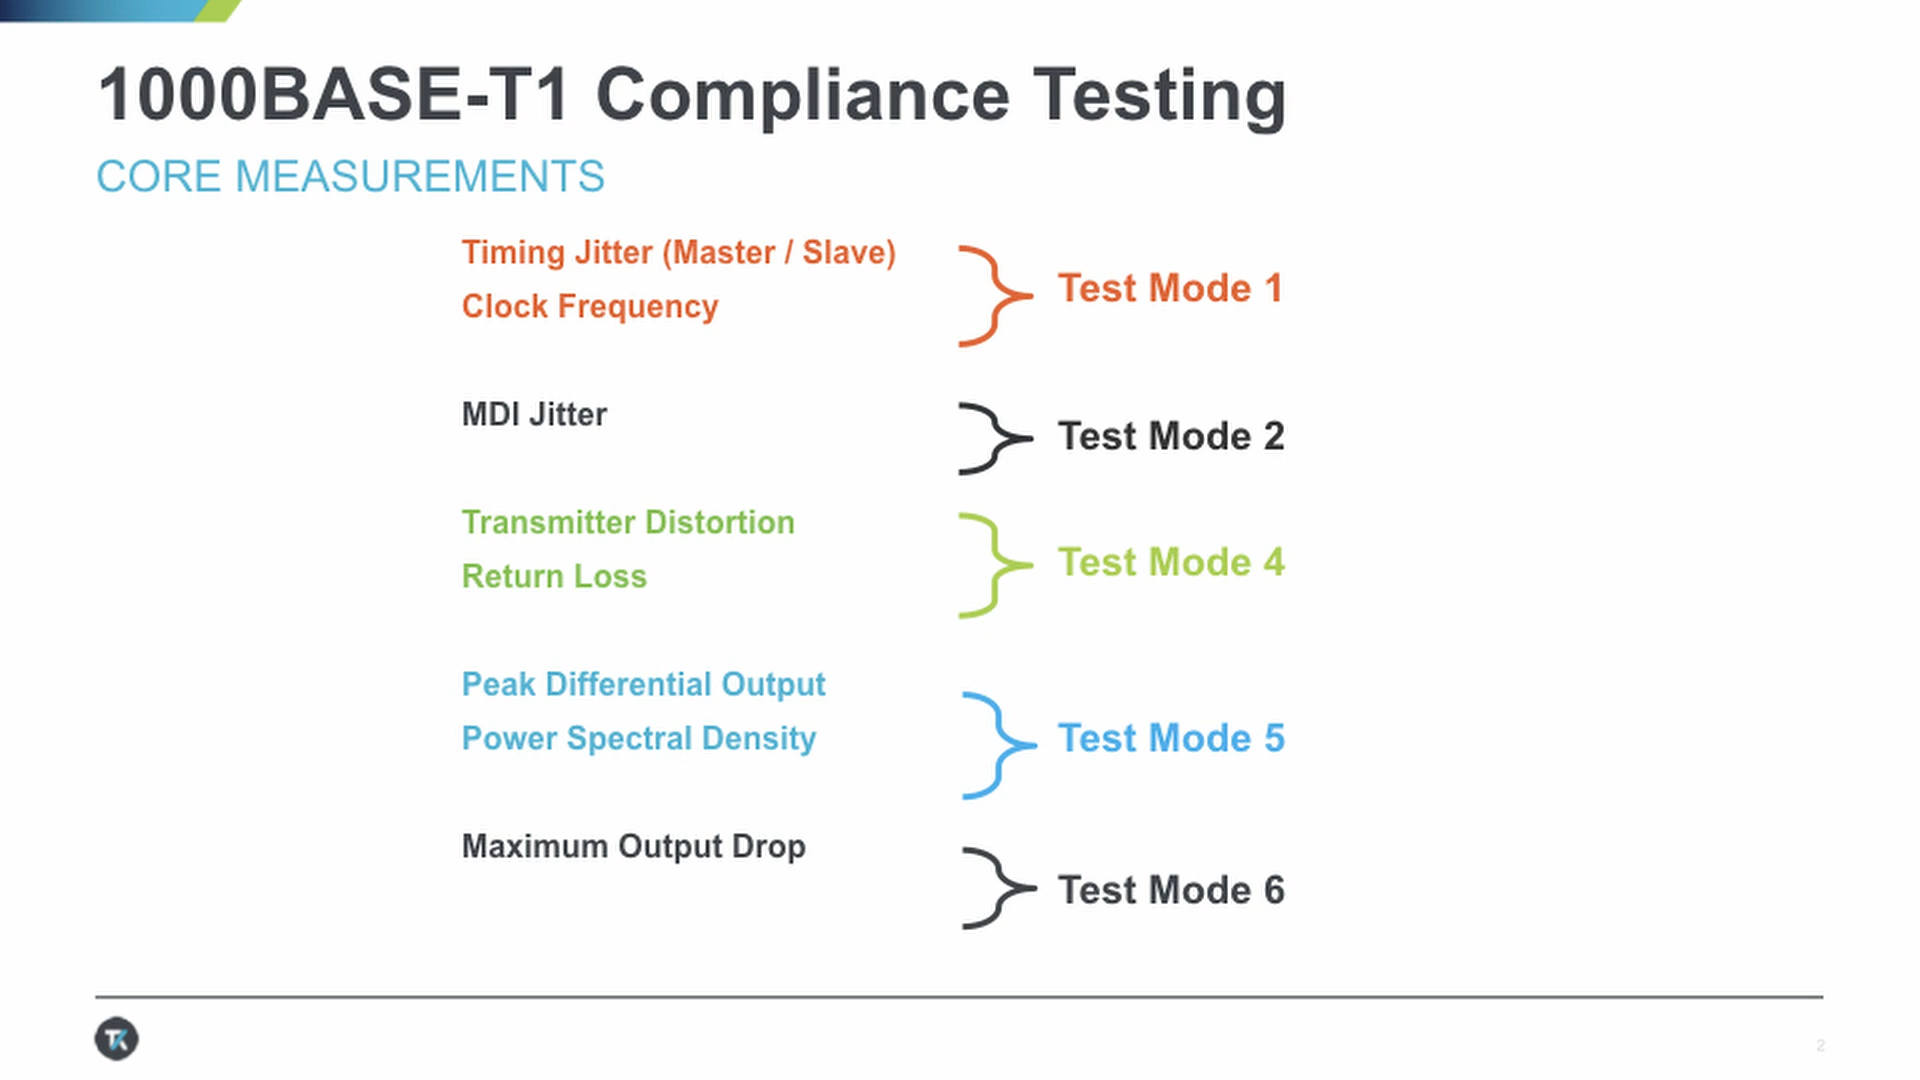 1000BASE-T1 Compliance Testing
CORE MEASUREMENTS
Timing Jitter (Master / Slave)
Clock Frequency
Test Mode 1
MDI Jitter
Test Mode 2
Transmitter Distortion
Return Loss
Test Mode 4
Peak Differential Output
Power Spectral Density
Test Mode 5
Maximum Output Drop
Test Mode 6
TK
2